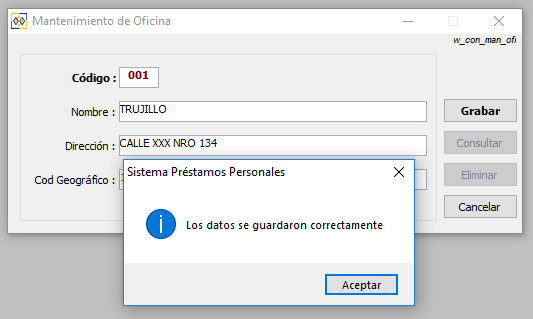 Mantenimiento de Oficina
w_con_man_ofi
Código : 001
Nombre : TRUJILLO
Grabar
Dirección : CALLE XXX NRO 134
Consultar
Cod Geográfico :
Eliminar
Cancelar
Sistema Préstamos Personales
Los datos se guardaron correctamente
Aceptar